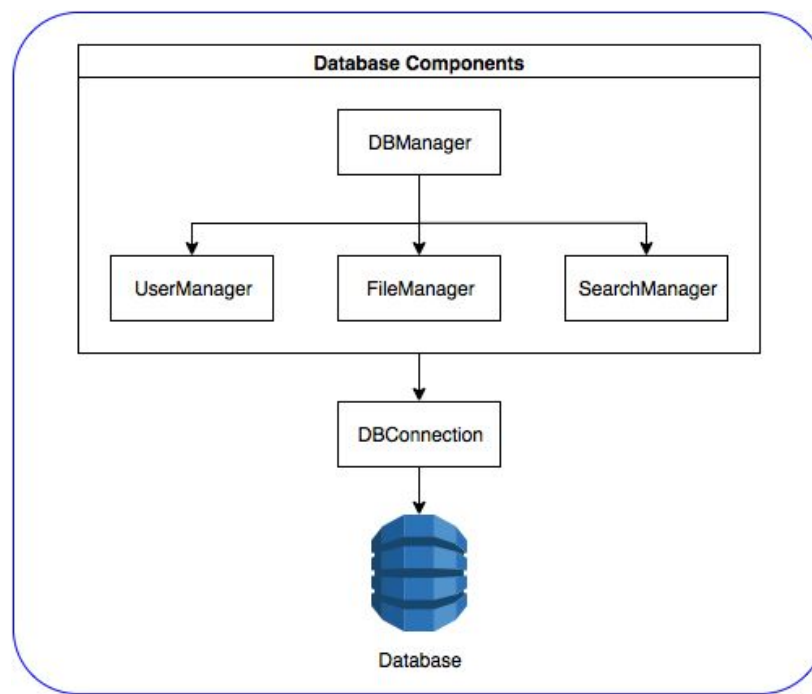 Database Components
DBManager
UserManager
FileManager
SearchManager
DBConnection
Database